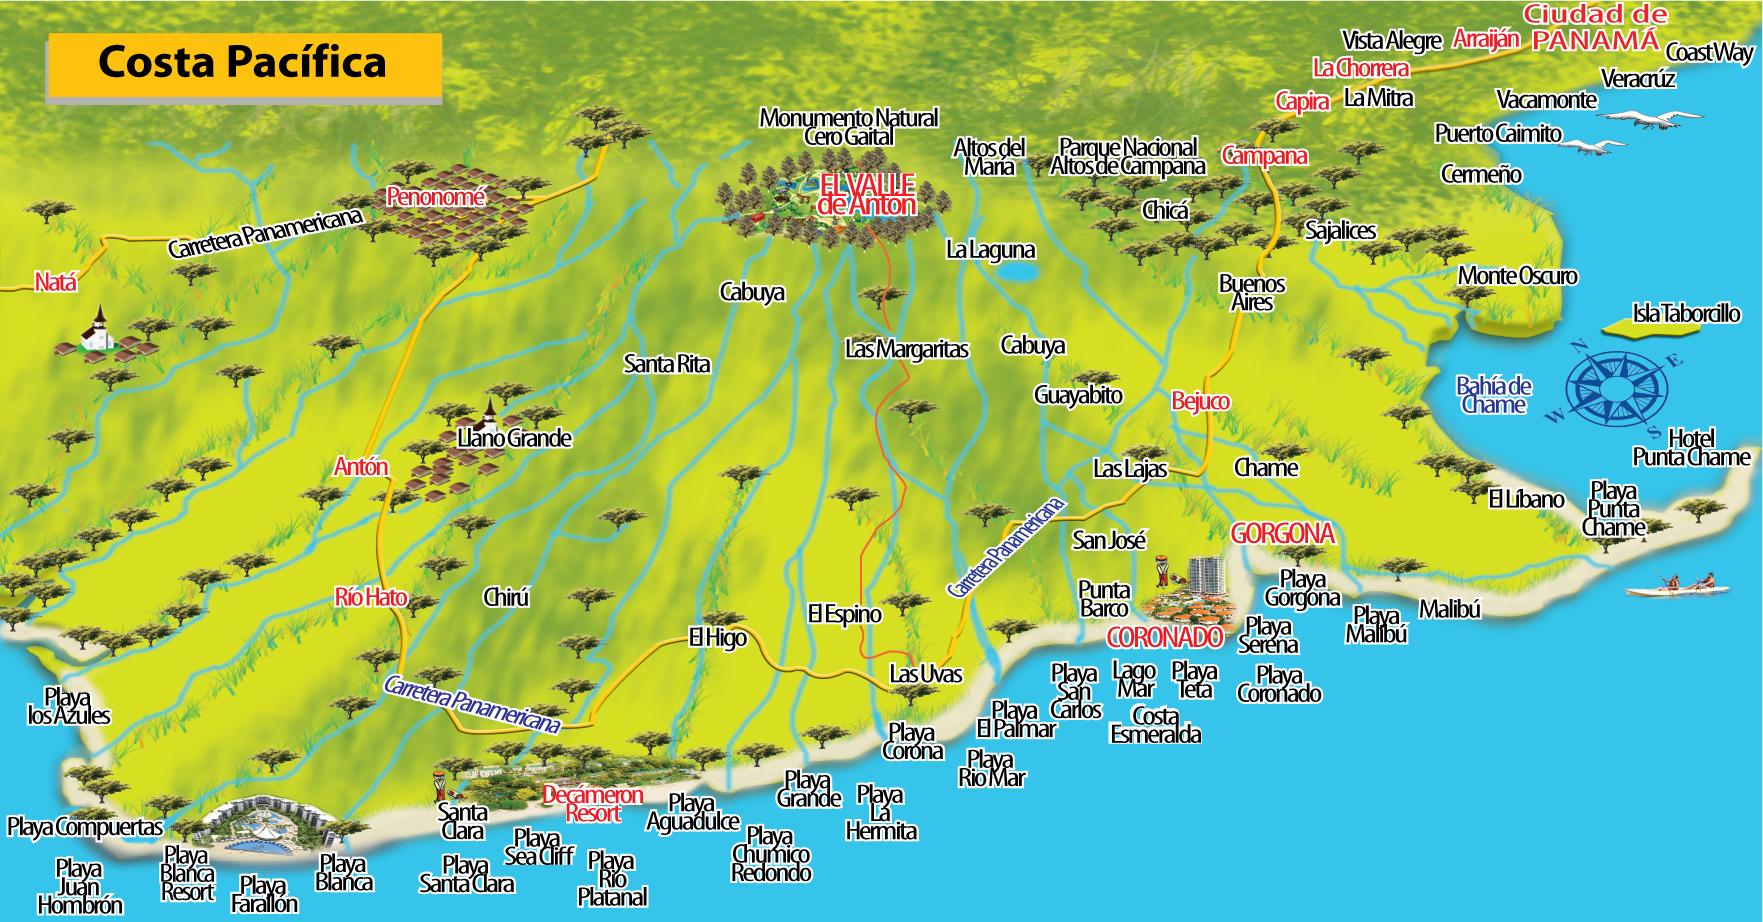 Costa Pacífica
Ciudad de
PANAMÁ
Vista Alegre
Arraiján
Coast Way
La Chorrera
Veracrúz
Capira
La Mitra
Vacamonte
Puerto Caimito
Cermeño
Monumento Natural
Cero Gaital
Altos del
María
Parque Nacional
Altos de Campana
Campana
EL VALLE
de Antón
Penonomé
Carretera Panamericana
Chicá
Sajalices
La Laguna
Natá
Cabuya
Buenos
Aires
Monte Oscuro
Isla Taborcillo
N
E
W
S
Las Margaritas
Cabuya
Santa Rita
Guayabito
Bejuco
Bahía de
Chame
Llano Grande
Antón
Las Lajas
Chame
Hotel
Punta Chame
El Líbano
Playa
Punta
Chame
Carretera Panamericana
San José
GORGONA
Río Hato
Chirú
El Espino
Punta
Barco
Playa
Gorgona
Playa
Malibú
Malibú
El Higo
CORONADO
Playa
Serena
Las Uvas
Playa
San
Carlos
Lago
Mar
Playa
Teta
Playa
Coronado
Playa
los Azules
Carretera Panamericana
Playa
El Palmar
Costa
Esmeralda
Playa
Corona
Playa
Rio Mar
Decámeron
Resort
Playa
Grande
Playa
La
Hermita
Playa
Aguadulce
Santa
Clara
Playa Compuertas
Playa
Sea Cliff
Playa
Chumico
Redondo
Playa
Juan
Hombrón
Playa
Blanca
Resort
Playa
Farallón
Playa
Blanca
Playa
Santa Clara
Playa
Río
Platanal